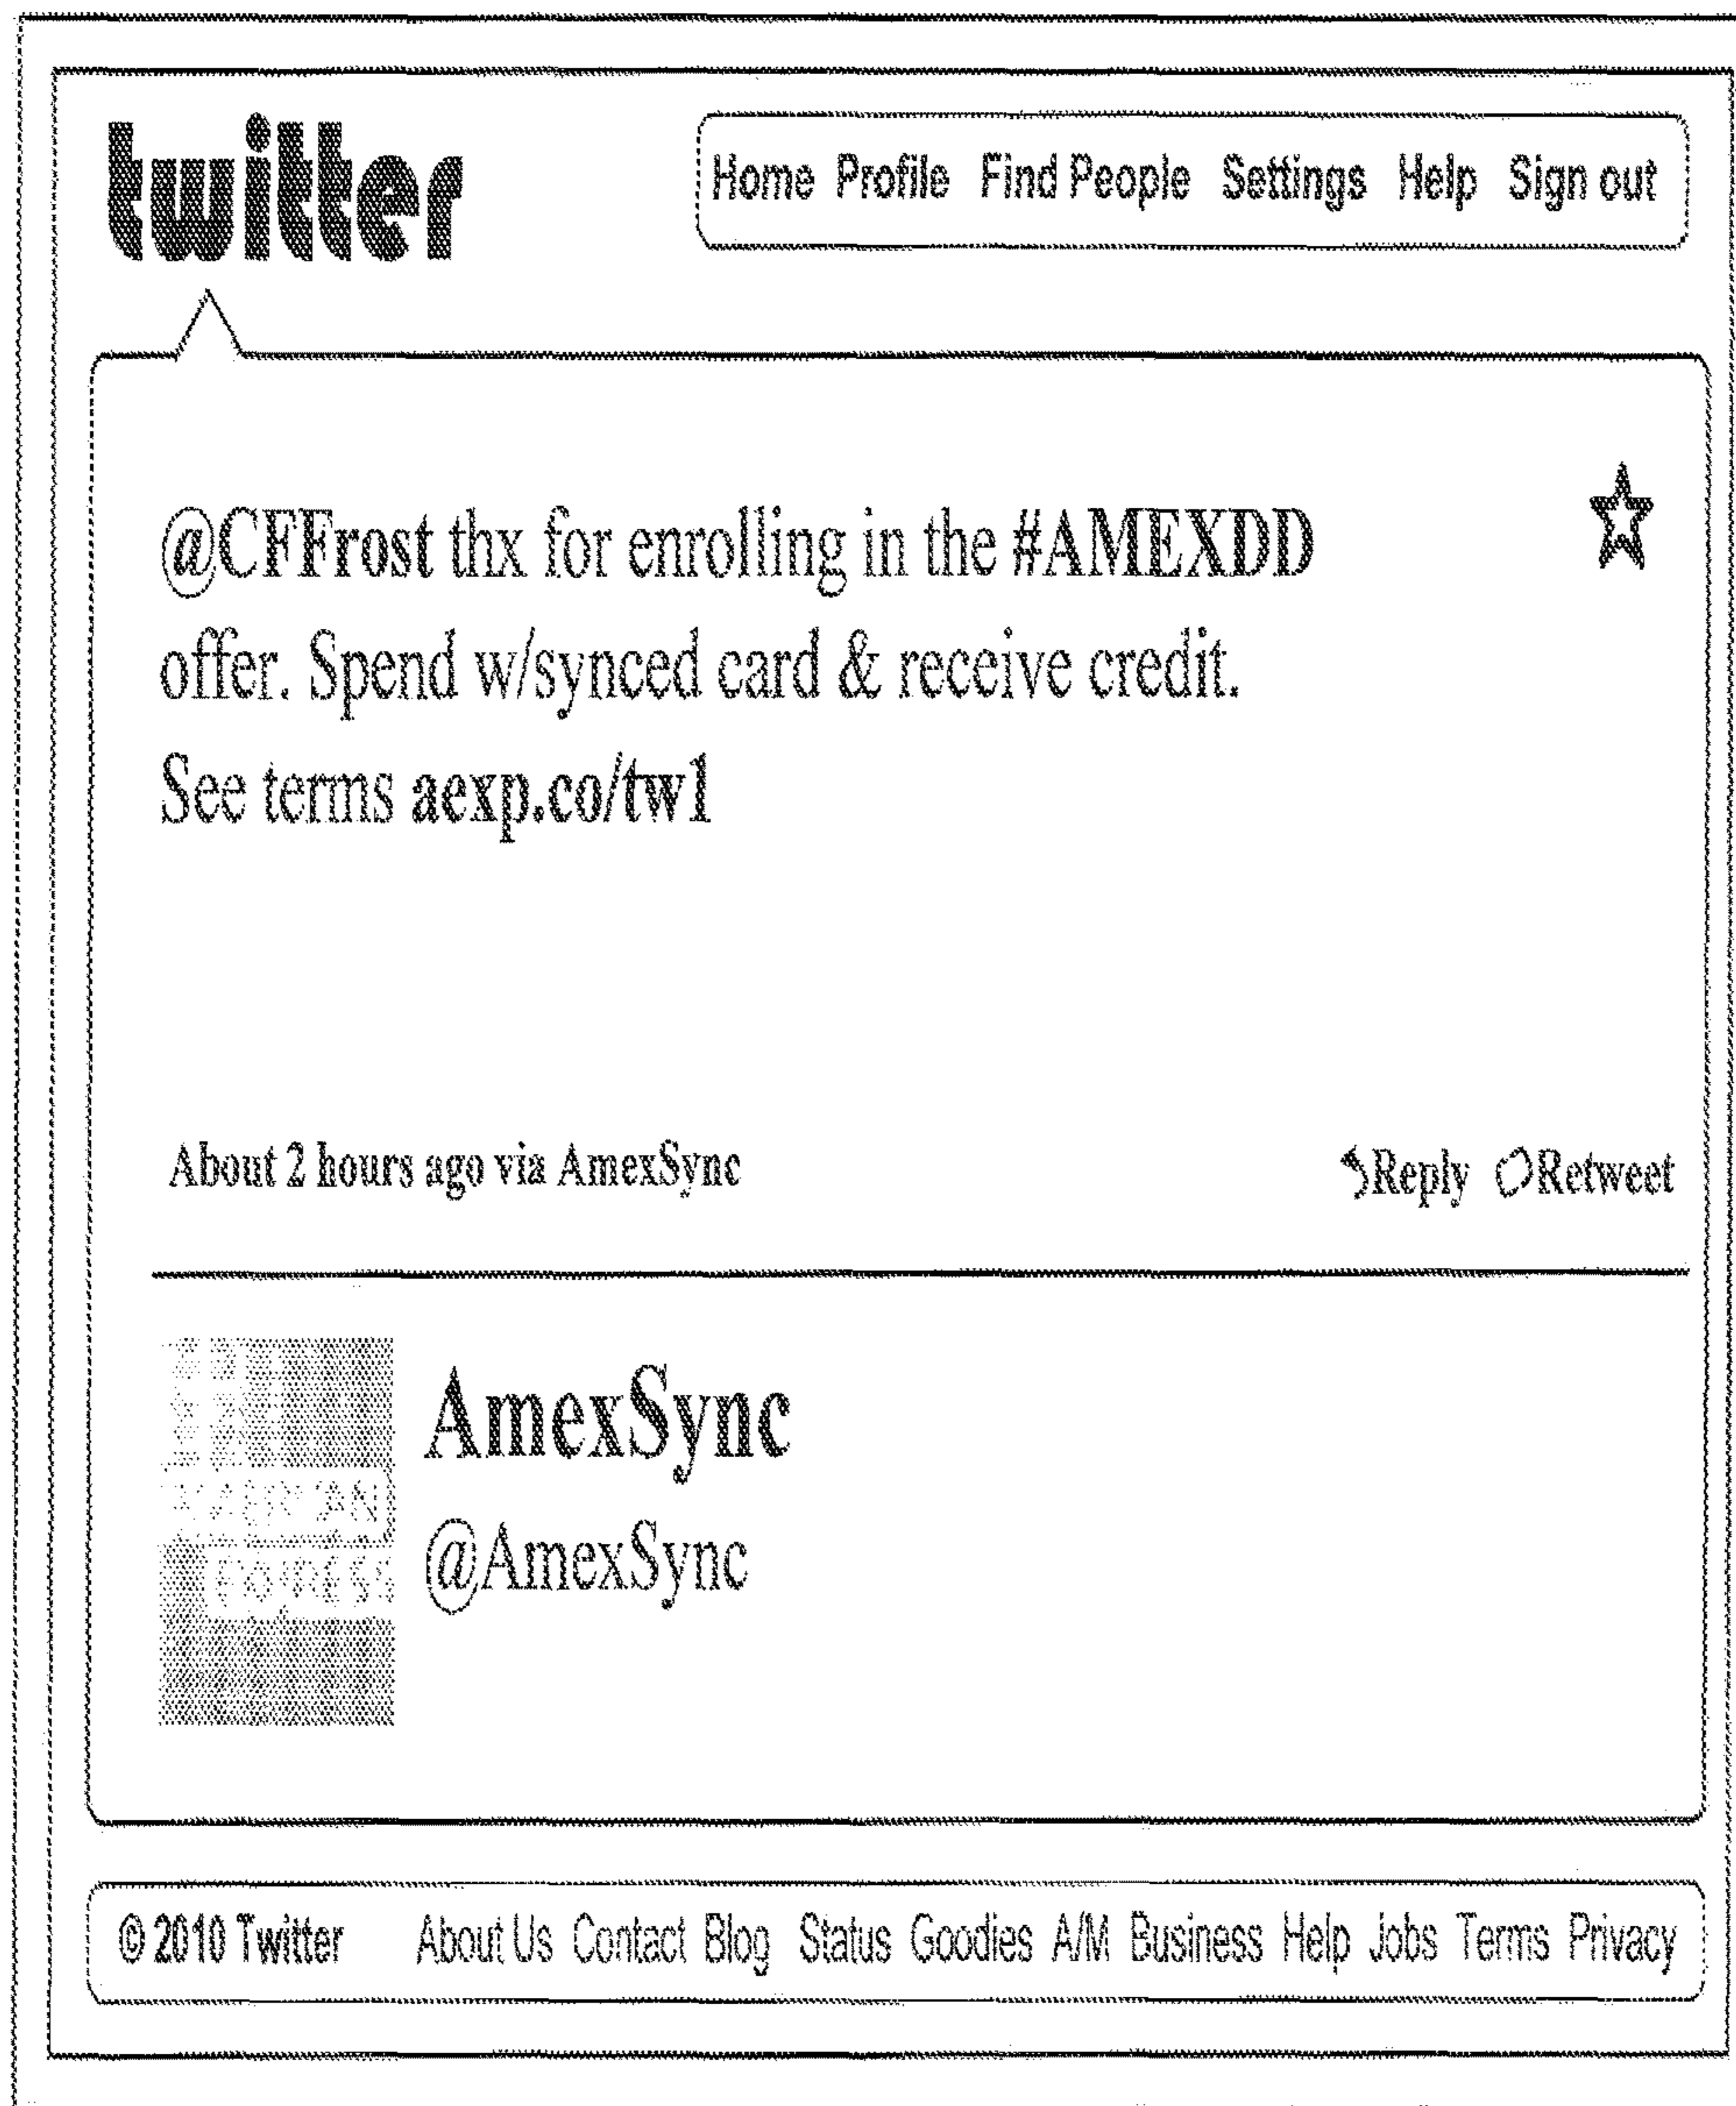 twitter
Home Profile Find People Settings Help Sign out
@CFFrost thx for enrolling in the #AMEXDD
offer. Spend w/synced card & receive credit.
See terms aexp.co/tw1
About 2 hours ago via AmexSync
Reply Retweet
AmexSync
@AmexSync
© 2010 Twitter About Us Contact Blog Status Goodies A/M Business Help Jobs Terms Privacy